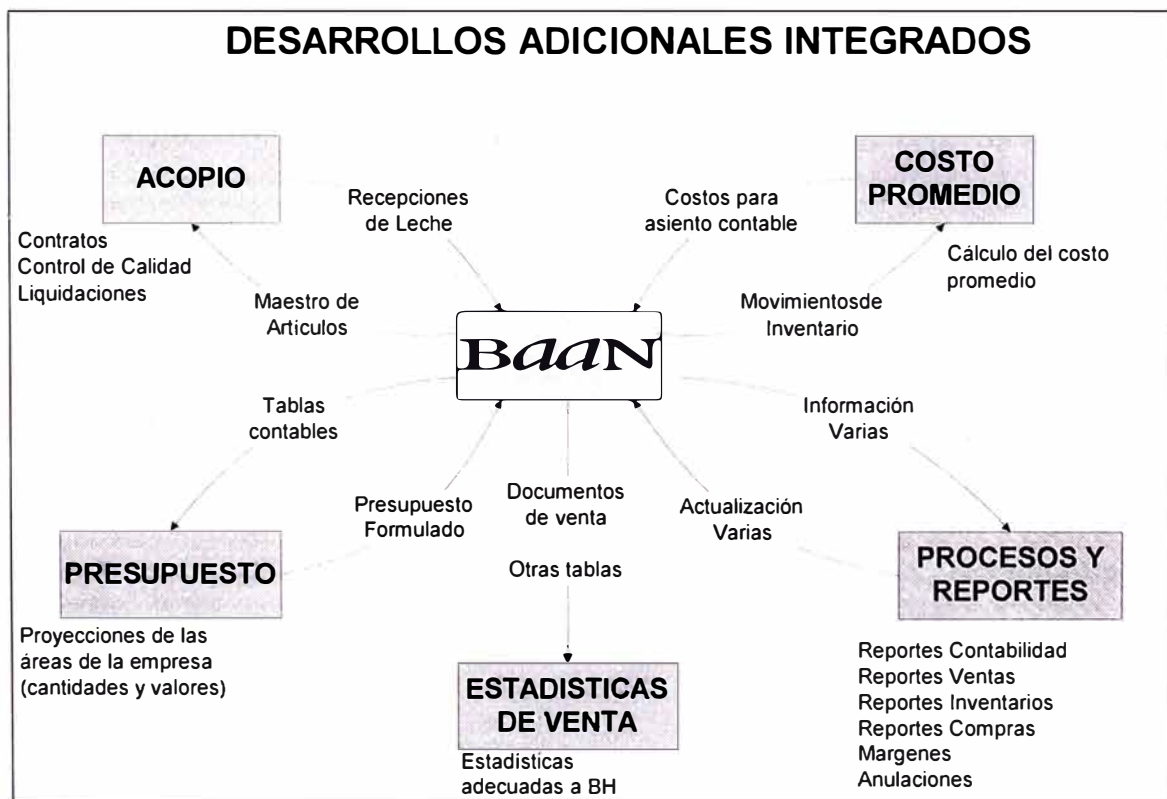 DESARROLLOS ADICIONALES INTEGRADOS
ACOPIO
Contratos
Control de Calidad
Liquidaciones
Recepciones
de Leche
Maestro de
Artículos
Costos para
asiento contable
COSTO
PROMEDIO
Cálculo del costo
promedio
Movimientosde
Inventario
BaaN
Tablas
contables
Presupuesto
Formulado
PRESUPUESTO
Proyecciones de las
áreas de la empresa
(cantidades y valores)
Documentos
de venta
Otras tablas
ESTADISTICAS
DE VENTA
Estadísticas
adecuadas a BH
Información
Varias
Actualización
Varias
PROCESOS Y
REPORTES
Reportes Contabilidad
Reportes Ventas
Reportes Inventarios
Reportes Compras
Margenes
Anulaciones